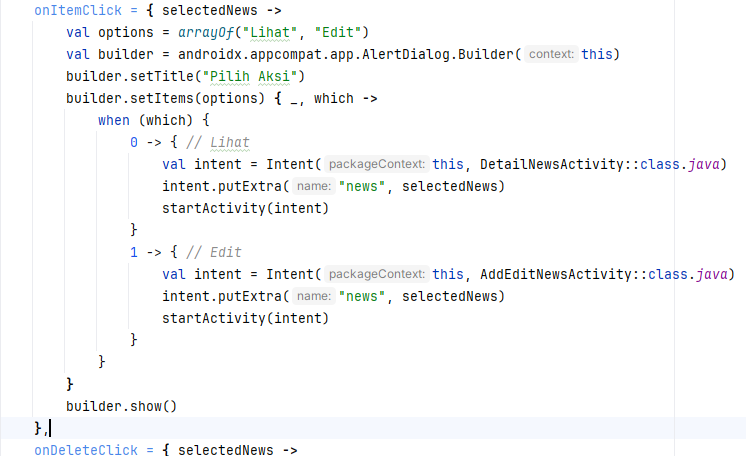 onItemClick = { selectedNews ->
    val options = arrayOf("Lihat", "Edit")
    val builder = androidx.appcompat.app.AlertDialog.Builder( context: this)
    builder.setTitle("Pilih Aksi")
    builder.setItems(options) { _, which ->
        when (which) {
            0 -> { // Lihat
                val intent = Intent( packageContext: this, DetailNewsActivity::class.java)
                intent.putExtra( name: "news", selectedNews)
                startActivity(intent)
            }
            1 -> { // Edit
                val intent = Intent( packageContext: this, AddEditNewsActivity::class.java)
                intent.putExtra( name: "news", selectedNews)
                startActivity(intent)
            }
        }
    }
    builder.show()
},
onDeleteClick = { selectedNews ->